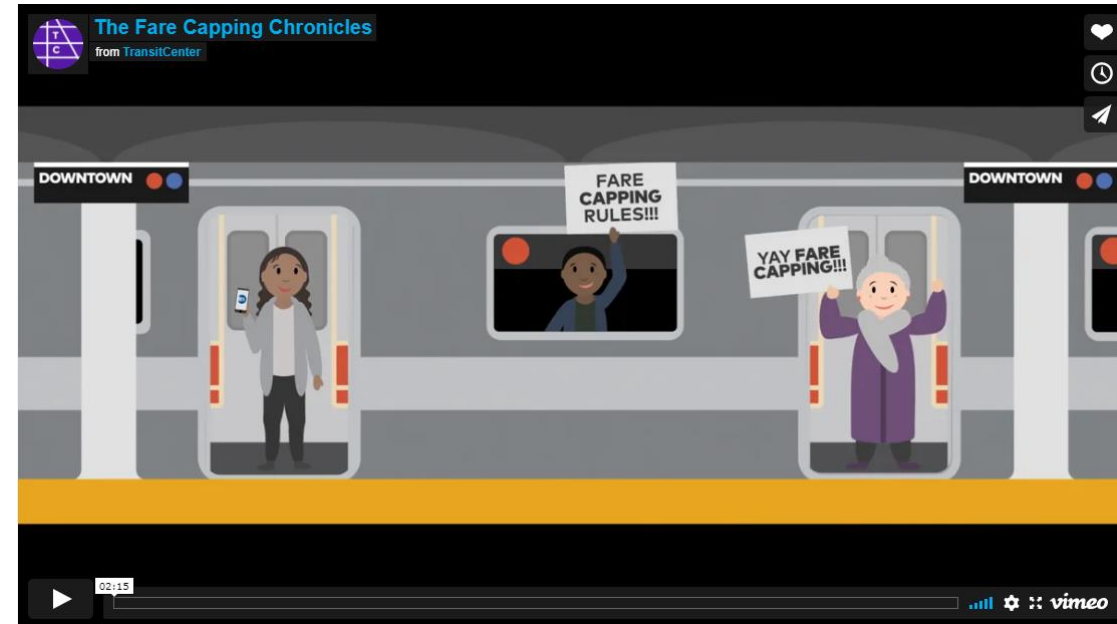 The Fare Capping Chronicles
from TransitCenter
T
C
DOWNTOWN
FARE
CAPPING
RULES!!!
YAY FARE
CAPPING!!!
DOWNTOWN
02:15
vimeo